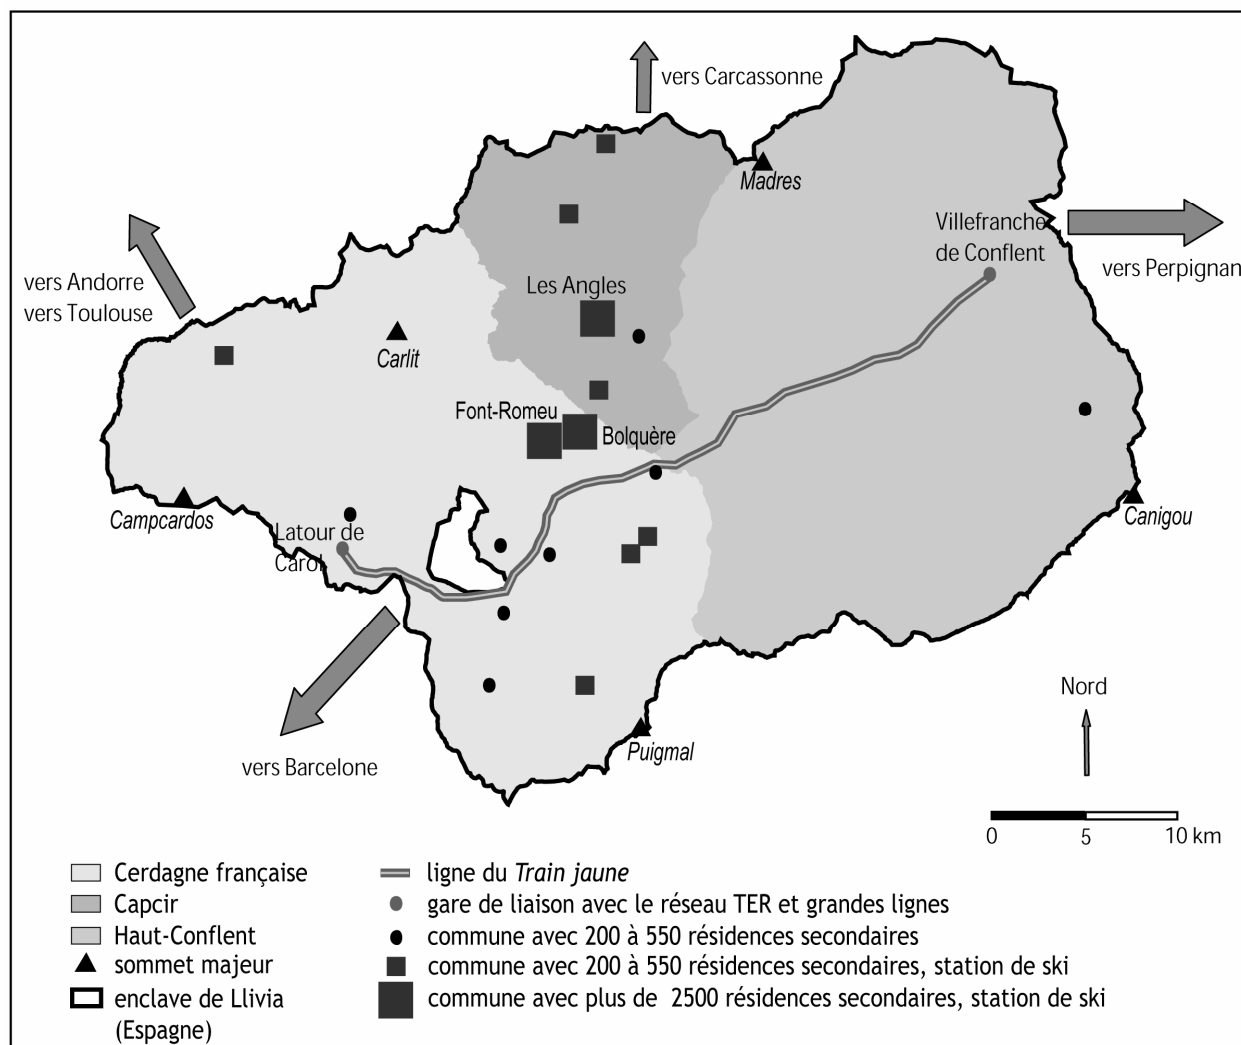 vers Carcassonne
Madres
Villefranche
de Conflent
vers Perpignan
vers Andorre
vers Toulouse
Les Angles
Carlit
Font-Romeu
Bolquère
Campcardos
Canigou
Latour de
Carol
Nord
Puigmal
vers Barcelone
0 5 10 km
Cerdagne française
Capcir
Haut-Conflent
sommet majeur
enclave de Llivia
(Espagne)
ligne du Train jaune
gare de liaison avec le réseau TER et grandes lignes
commune avec 200 à 550 résidences secondaires
commune avec 200 à 550 résidences secondaires, station de ski
commune avec plus de 2500 résidences secondaires, station de ski